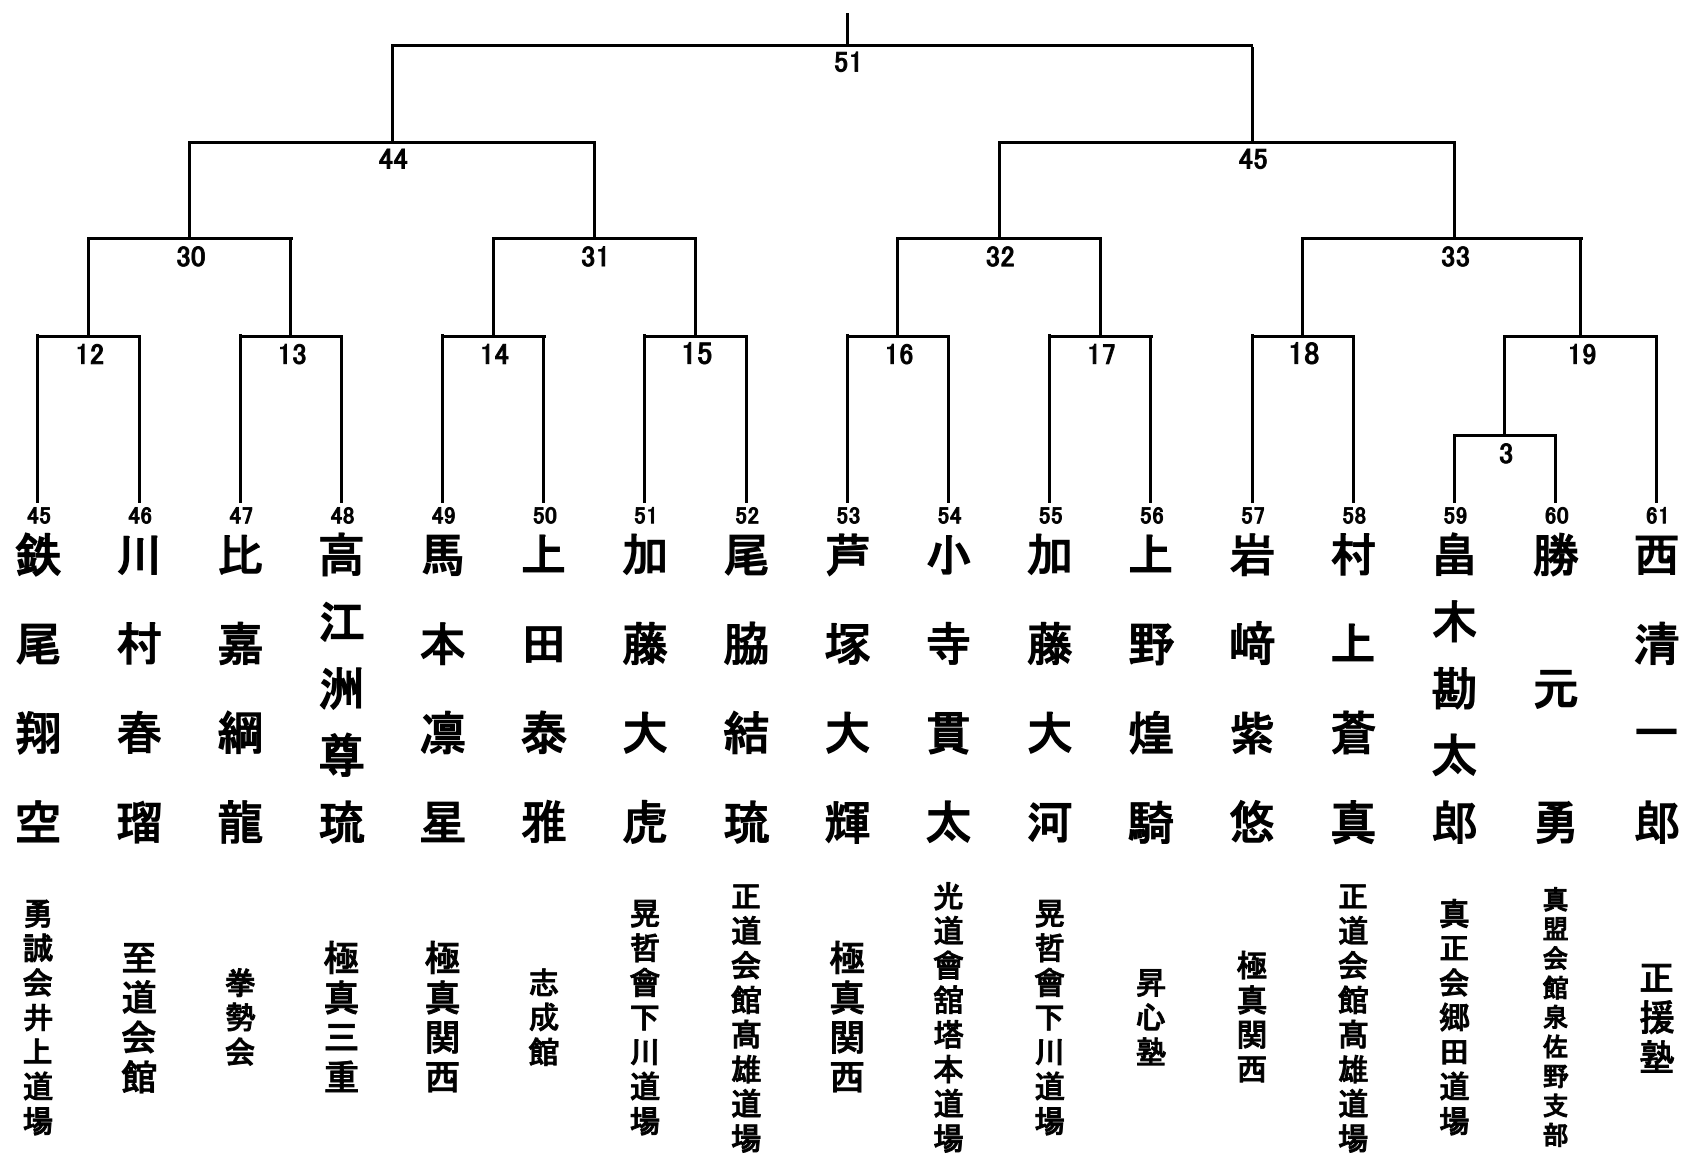 51
44
45
30
31
32
33
12
13
14
15
16
17
18
19
3
45
46
47
48
49
50
51
52
53
54
55
56
57
58
59
60
61
鉄尾翔空
川村春瑠
比嘉綱龍
高江洲尊琉
馬本凛星
上田泰雅
加藤大虎
尾脇結琉
芦塚大輝
小寺貫太
加藤大河
上野煌騎
岩﨑紫悠
村上蒼真
畠木勘太郎
勝元勇
西清一郎
勇誠会井上道場
至道会館
拳勢会
極真三重
極真関西
志成館
晃哲會下川道場
正道会館髙雄道場
極真関西
光道會舘塔本道場
晃哲會下川道場
昇心塾
極真関西
正道会館髙雄道場
真正会郷田道場
真盟会館泉佐野支部
正援塾